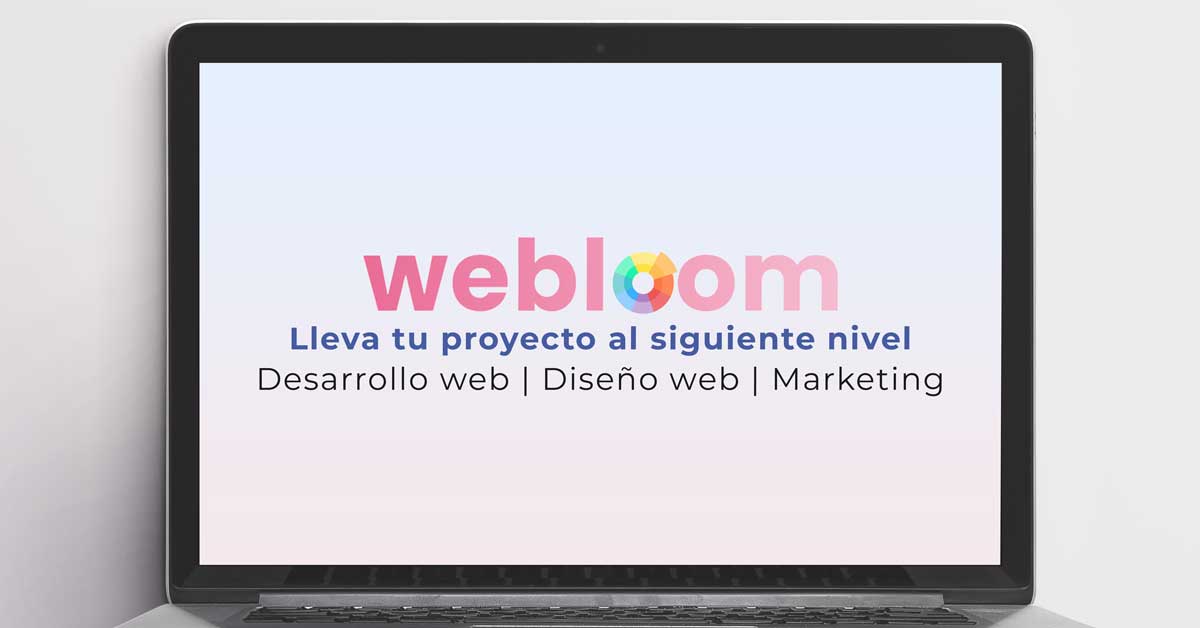 webloom
Lleva tu proyecto al siguiente nivel
Desarrollo web | Diseño web | Marketing